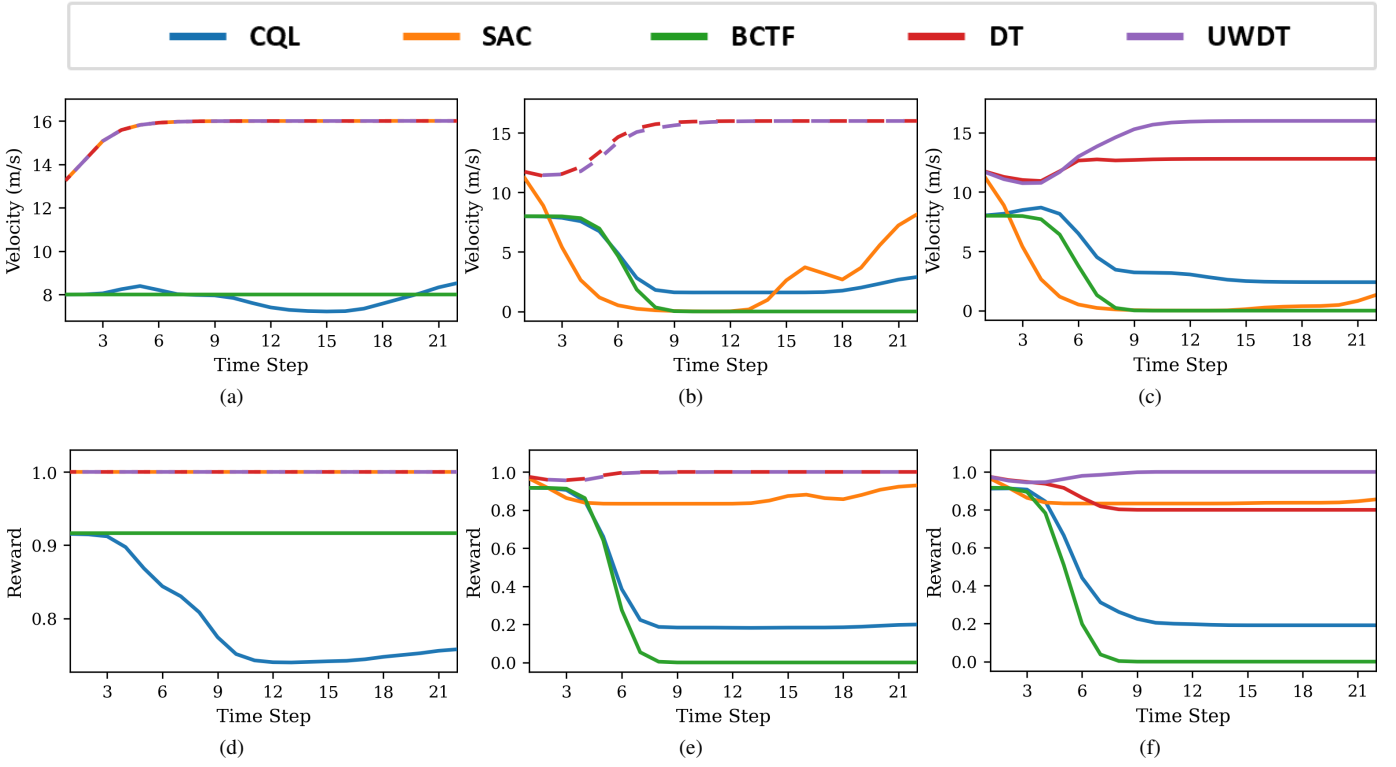 CQL SAC BCTF DT UWDT
16
14
12
10
8
Velocity (m/s)
3 6 9 12 15 18 21
Time Step
(a)
15
10
5
0
Velocity (m/s)
3 6 9 12 15 18 21
Time Step
(b)
15
10
5
0
Velocity (m/s)
3 6 9 12 15 18 21
Time Step
(c)
1.0
0.9
0.8
Reward
3 6 9 12 15 18 21
Time Step
(d)
1.0
0.8
0.6
0.4
0.2
0.0
Reward
3 6 9 12 15 18 21
Time Step
(e)
1.0
0.8
0.6
0.4
0.2
0.0
Reward
3 6 9 12 15 18 21
Time Step
(f)